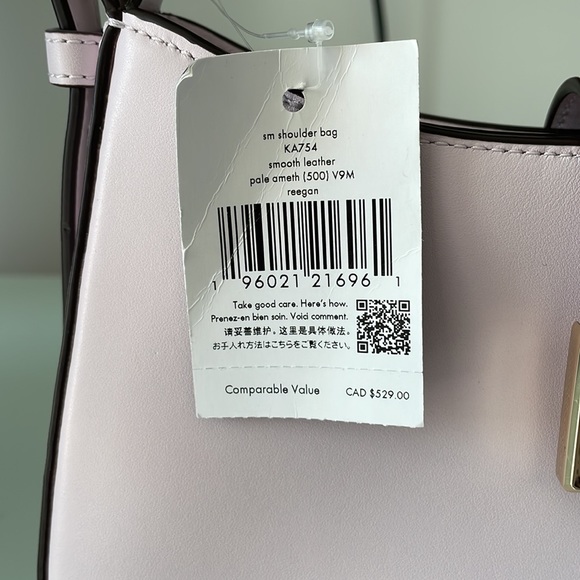 sm shoulder bag
KA754
smooth leather
pale ameth (500) V9M
reegan
1 96021 21696 1
Take good care. Here's how.
Prenez-en bien soin. Voici comment.
请妥善维护。这里是具体做法。
お手入れ方法はこちらをご覧ください。
Comparable Value CAD $529.00